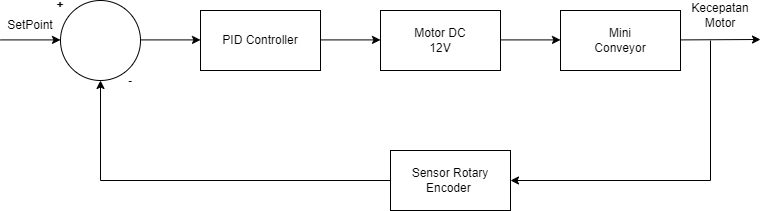 +
SetPoint
PID Controller
Motor DC
12V
Mini
Conveyor
Kecepatan
Motor
-
Sensor Rotary
Encoder